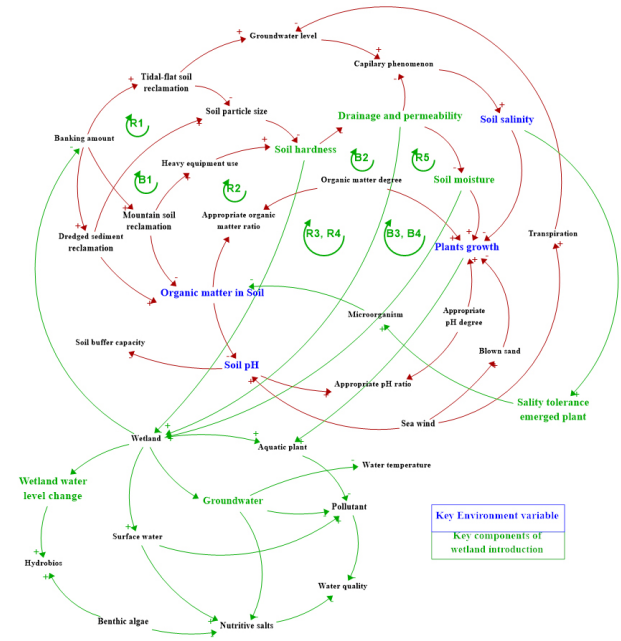 Groundwater level
Capilary phenomenon
Tidal-flat soil
reclamation
Soil particle size
Drainage and permeability
Soil salinity
R1
Banking amount
Soil hardness
Heavy equipment use
B2
R5
B1
R2
Organic matter degree
Soil moisture
Mountain soil
reclamation
Appropriate organic
matter ratio
R3, R4
B3, B4
Transpiration
Dredged sediment
reclamation
Plants growth
Organic matter in Soil
Microorganism
Appropriate
pH degree
Soil buffer capacity
Blown sand
Soil pH
Appropriate pH ratio
Sality tolerance
emerged plant
Sea wind
Wetland
Aquatic plant
Water temperature
Wetland water
level change
Groundwater
Pollutant
Key Environment variable
Surface water
Key components of
wetland introduction
Hydrobios
Water quality
Benthic algae
Nutritive salts